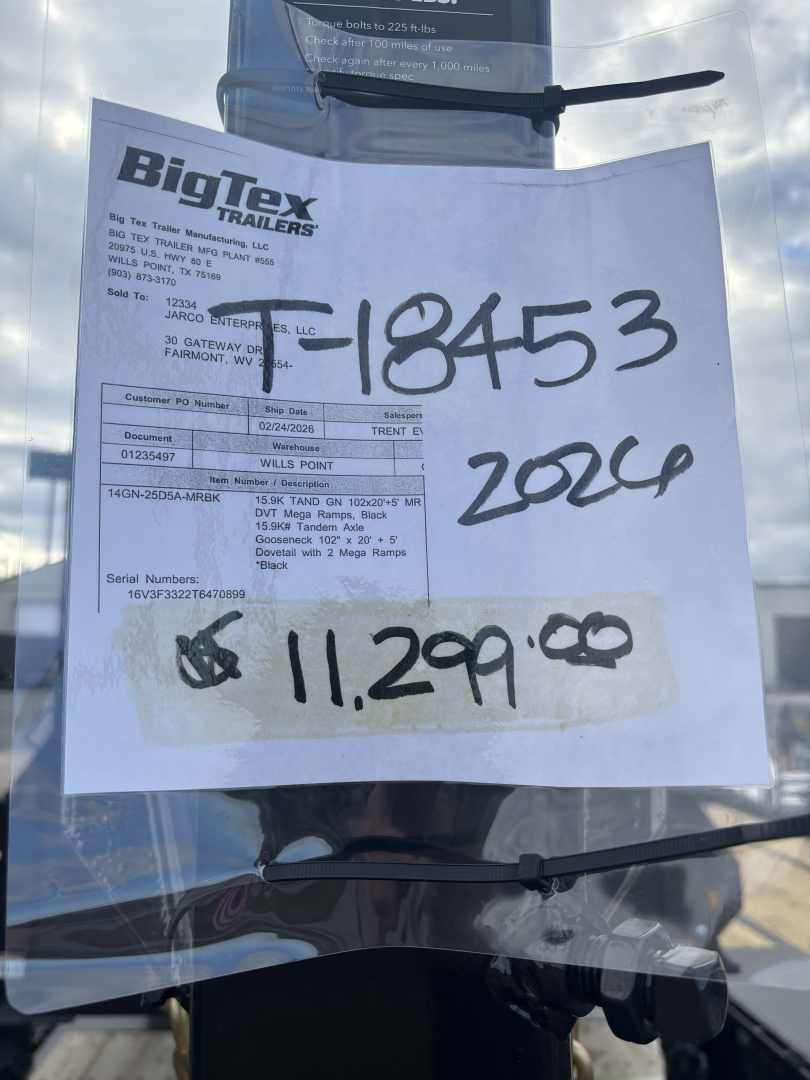 Torque bolts to 225 ft-lbs
Check after 100 miles of use
Check again after every 1,000 miles
torque spec
BigTex
TRAILERS
Big Tex Trailer Manufacturing, LLC
BIG TEX TRAILER MFG PLANT #555
20975 U.S. HWY 80 E
WILLS POINT, TX 75169
(903) 873-3170
Sold To: 12334
JARCO ENTERPRISES, LLC
30 GATEWAY DR
FAIRMONT, WV 554-
T-18453
2026
Customer PO Number Ship Date Salespers
02/24/2026 TRENT EV
Document Warehouse
01235497 WILLS POINT
Item Number / Description
14GN-25D5A-MRBK 15.9K TAND GN 102x20'+5' MR
DVT Mega Ramps, Black
15.9K# Tandem Axle
Gooseneck 102" x 20' + 5'
Dovetail with 2 Mega Ramps
*Black
Serial Numbers:
16V3F3322T6470899
$ 11,299.00